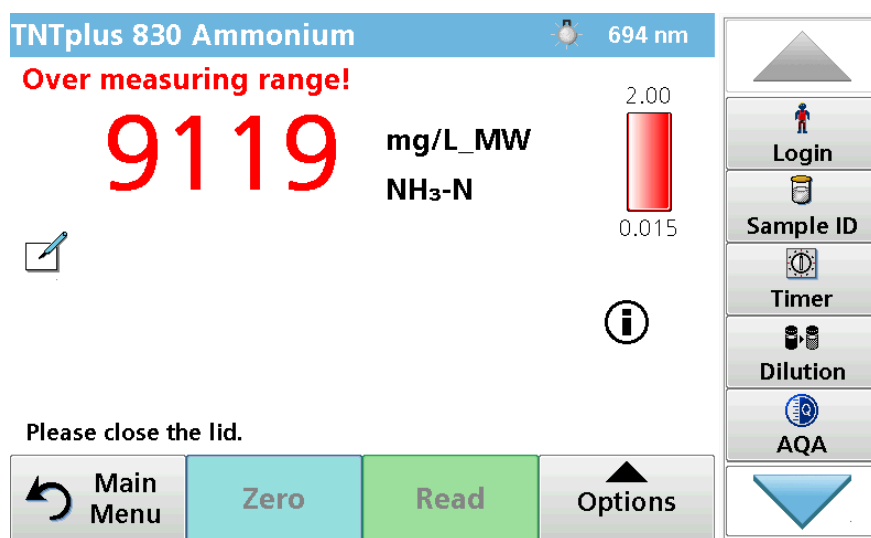 TNTplus 830 Ammonium 694 nm
Over measuring range!
9119 mg/L_MW
NH₃-N
2.00
0.015
Please close the lid.
Main Menu
Zero
Read
Options
Login
Sample ID
Timer
Dilution
AQA